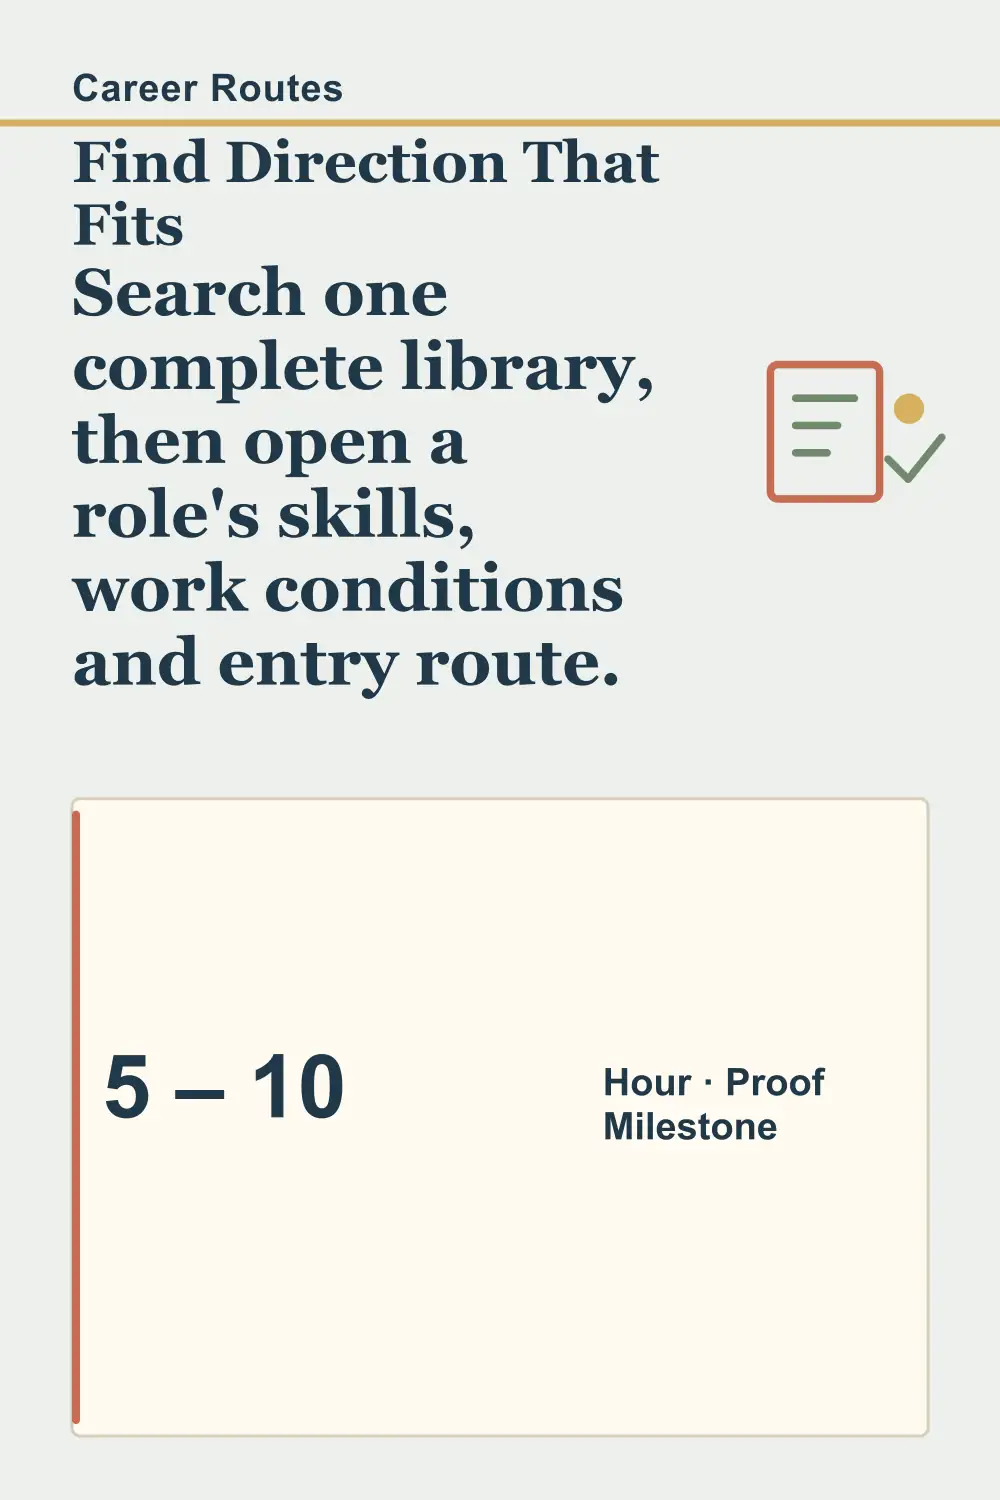 Career Routes
Find Direction That
Fits
Search one
complete library,
then open a
role's skills,
work conditions
and entry route.
5 – 10
Hour · Proof
Milestone